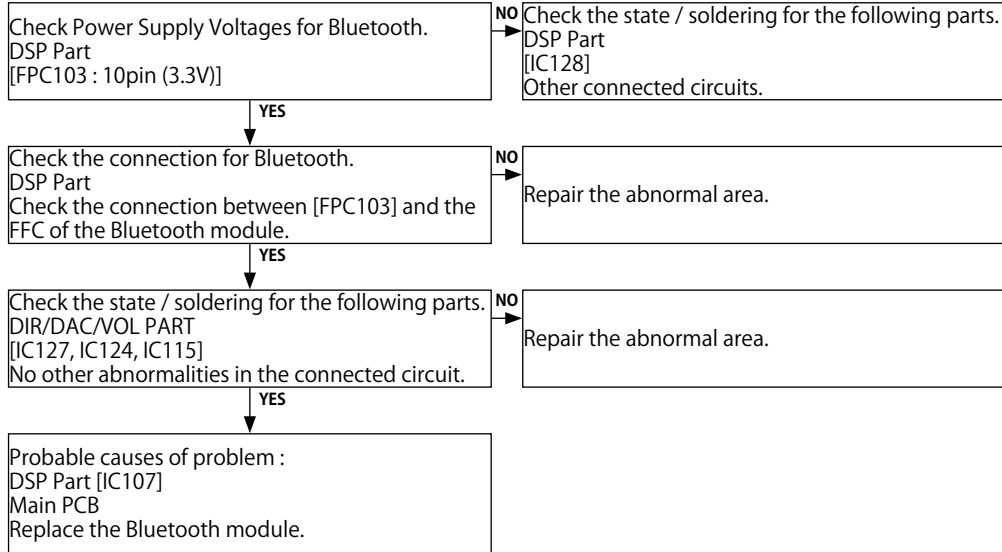 Check Power Supply Voltages for Bluetooth.
DSP Part
[FPC103 : 10pin (3.3V)]
NO
Check the state / soldering for the following parts.
DSP Part
[IC128]
Other connected circuits.
YES
Check the connection for Bluetooth.
DSP Part
Check the connection between [FPC103] and the
FFC of the Bluetooth module.
NO
Repair the abnormal area.
YES
Check the state / soldering for the following parts.
DIR/DAC/VOL PART
[IC127, IC124, IC115]
No other abnormalities in the connected circuit.
NO
Repair the abnormal area.
YES
Probable causes of problem :
DSP Part [IC107]
Main PCB
Replace the Bluetooth module.